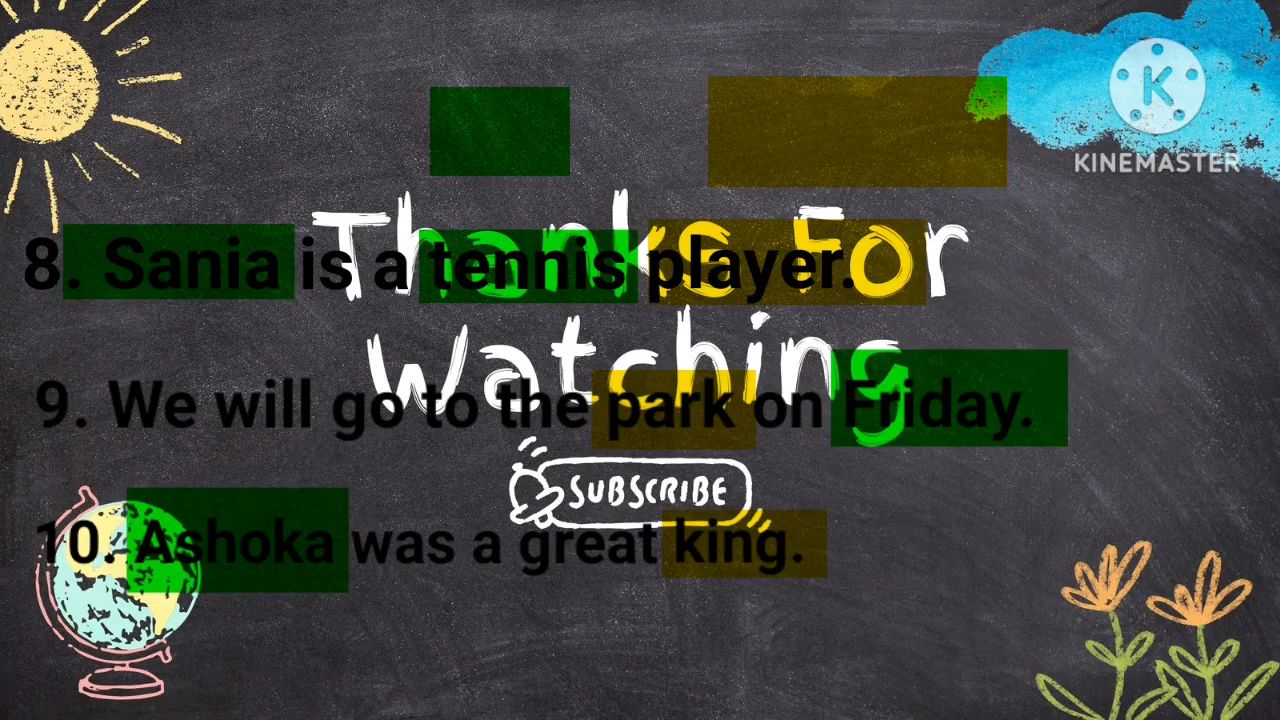 KINEMASTER
Thanks For
8. Sania is a tennis player.
Watching
9. We will go to the park on Friday.
SUBSCRIBE
10. Ashoka was a great king.